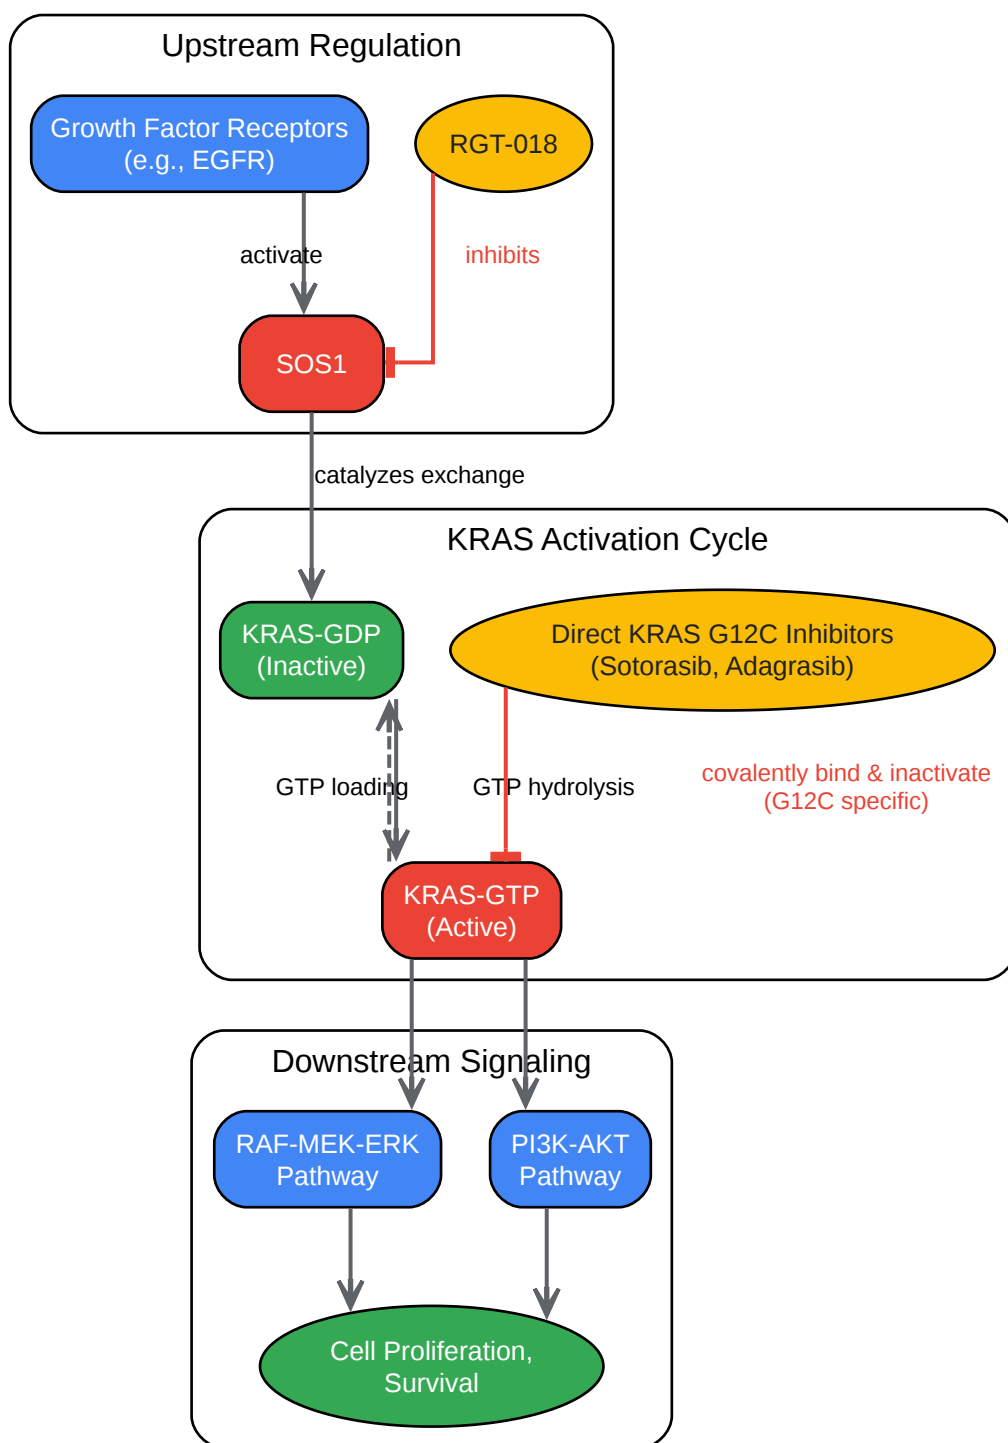 Upstream Regulation
Growth Factor Receptors
(e.g., EGFR)
RGT-018
activate
inhibits
SOS1
catalyzes exchange
KRAS Activation Cycle
KRAS-GDP
(Inactive)
Direct KRAS G12C Inhibitors
(Sotorasib, Adagrasib)
GTP loading
GTP hydrolysis
covalently bind & inactivate
(G12C specific)
KRAS-GTP
(Active)
Downstream Signaling
RAF-MEK-ERK
Pathway
PI3K-AKT
Pathway
Cell Proliferation,
Survival